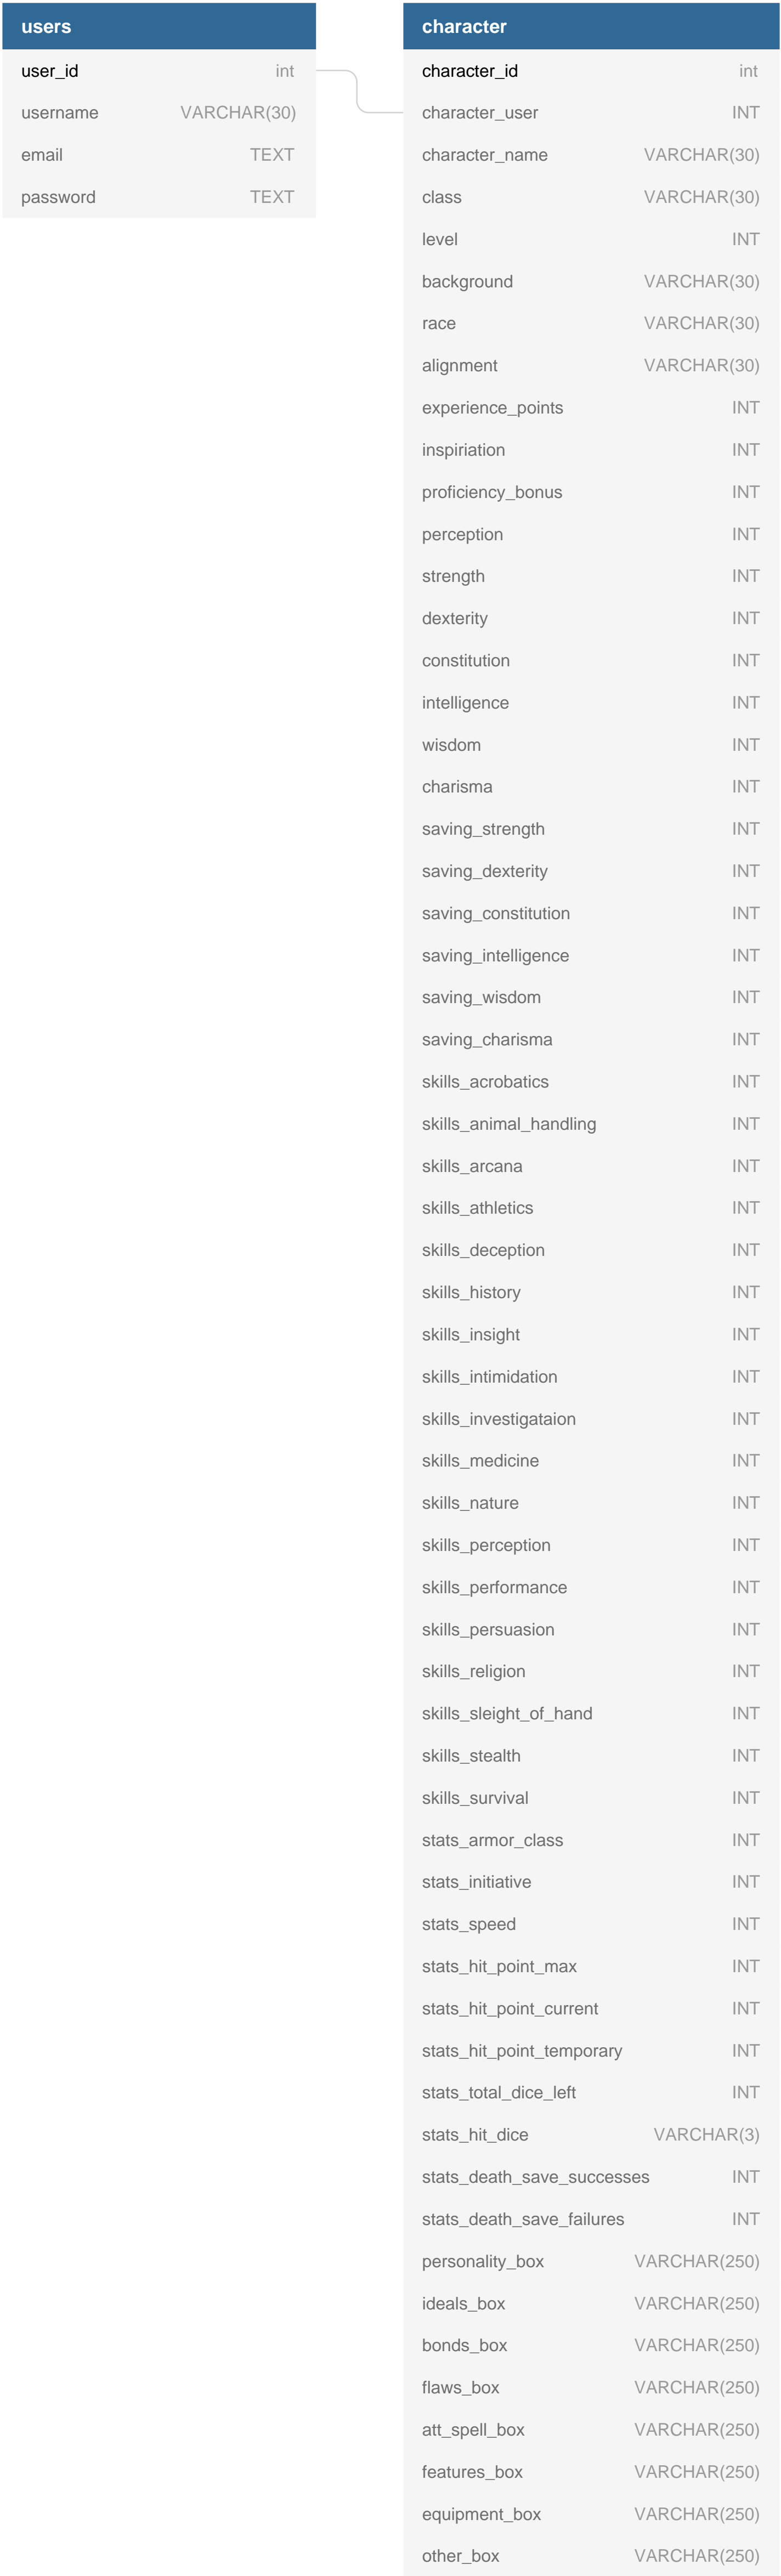 users
user_id int
username VARCHAR(30)
email TEXT
password TEXT
character
character_id int
character_user INT
character_name VARCHAR(30)
class VARCHAR(30)
level INT
background VARCHAR(30)
race VARCHAR(30)
alignment VARCHAR(30)
experience_points INT
inspiriation INT
proficiency_bonus INT
perception INT
strength INT
dexterity INT
constitution INT
intelligence INT
wisdom INT
charisma INT
saving_strength INT
saving_dexterity INT
saving_constitution INT
saving_intelligence INT
saving_wisdom INT
saving_charisma INT
skills_acrobatics INT
skills_animal_handling INT
skills_arcana INT
skills_athletics INT
skills_deception INT
skills_history INT
skills_insight INT
skills_intimidation INT
skills_investigataion INT
skills_medicine INT
skills_nature INT
skills_perception INT
skills_performance INT
skills_persuasion INT
skills_religion INT
skills_sleight_of_hand INT
skills_stealth INT
skills_survival INT
stats_armor_class INT
stats_initiative INT
stats_speed INT
stats_hit_point_max INT
stats_hit_point_current INT
stats_hit_point_temporary INT
stats_total_dice_left INT
stats_hit_dice VARCHAR(3)
stats_death_save_successes INT
stats_death_save_failures INT
personality_box VARCHAR(250)
ideals_box VARCHAR(250)
bonds_box VARCHAR(250)
flaws_box VARCHAR(250)
att_spell_box VARCHAR(250)
features_box VARCHAR(250)
equipment_box VARCHAR(250)
other_box VARCHAR(250)